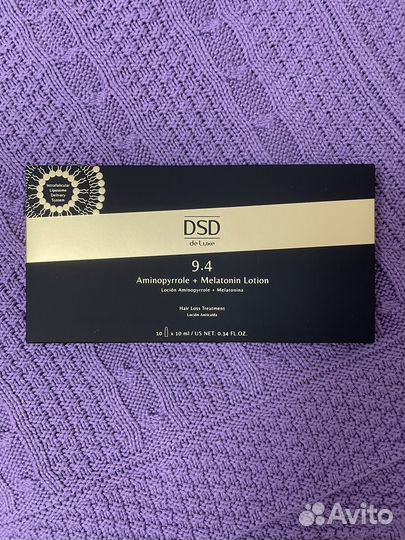 Intrafollicular
Liposome
Delivery
System
DSD
de Luxe
9.4
Aminopyrrole + Melatonin Lotion
Loción Aminopyrrole + Melatonina
Hair Loss Treatment
Loción Anticaída
10 x 10 ml / US NET. 0.34 FL.OZ.
Avito